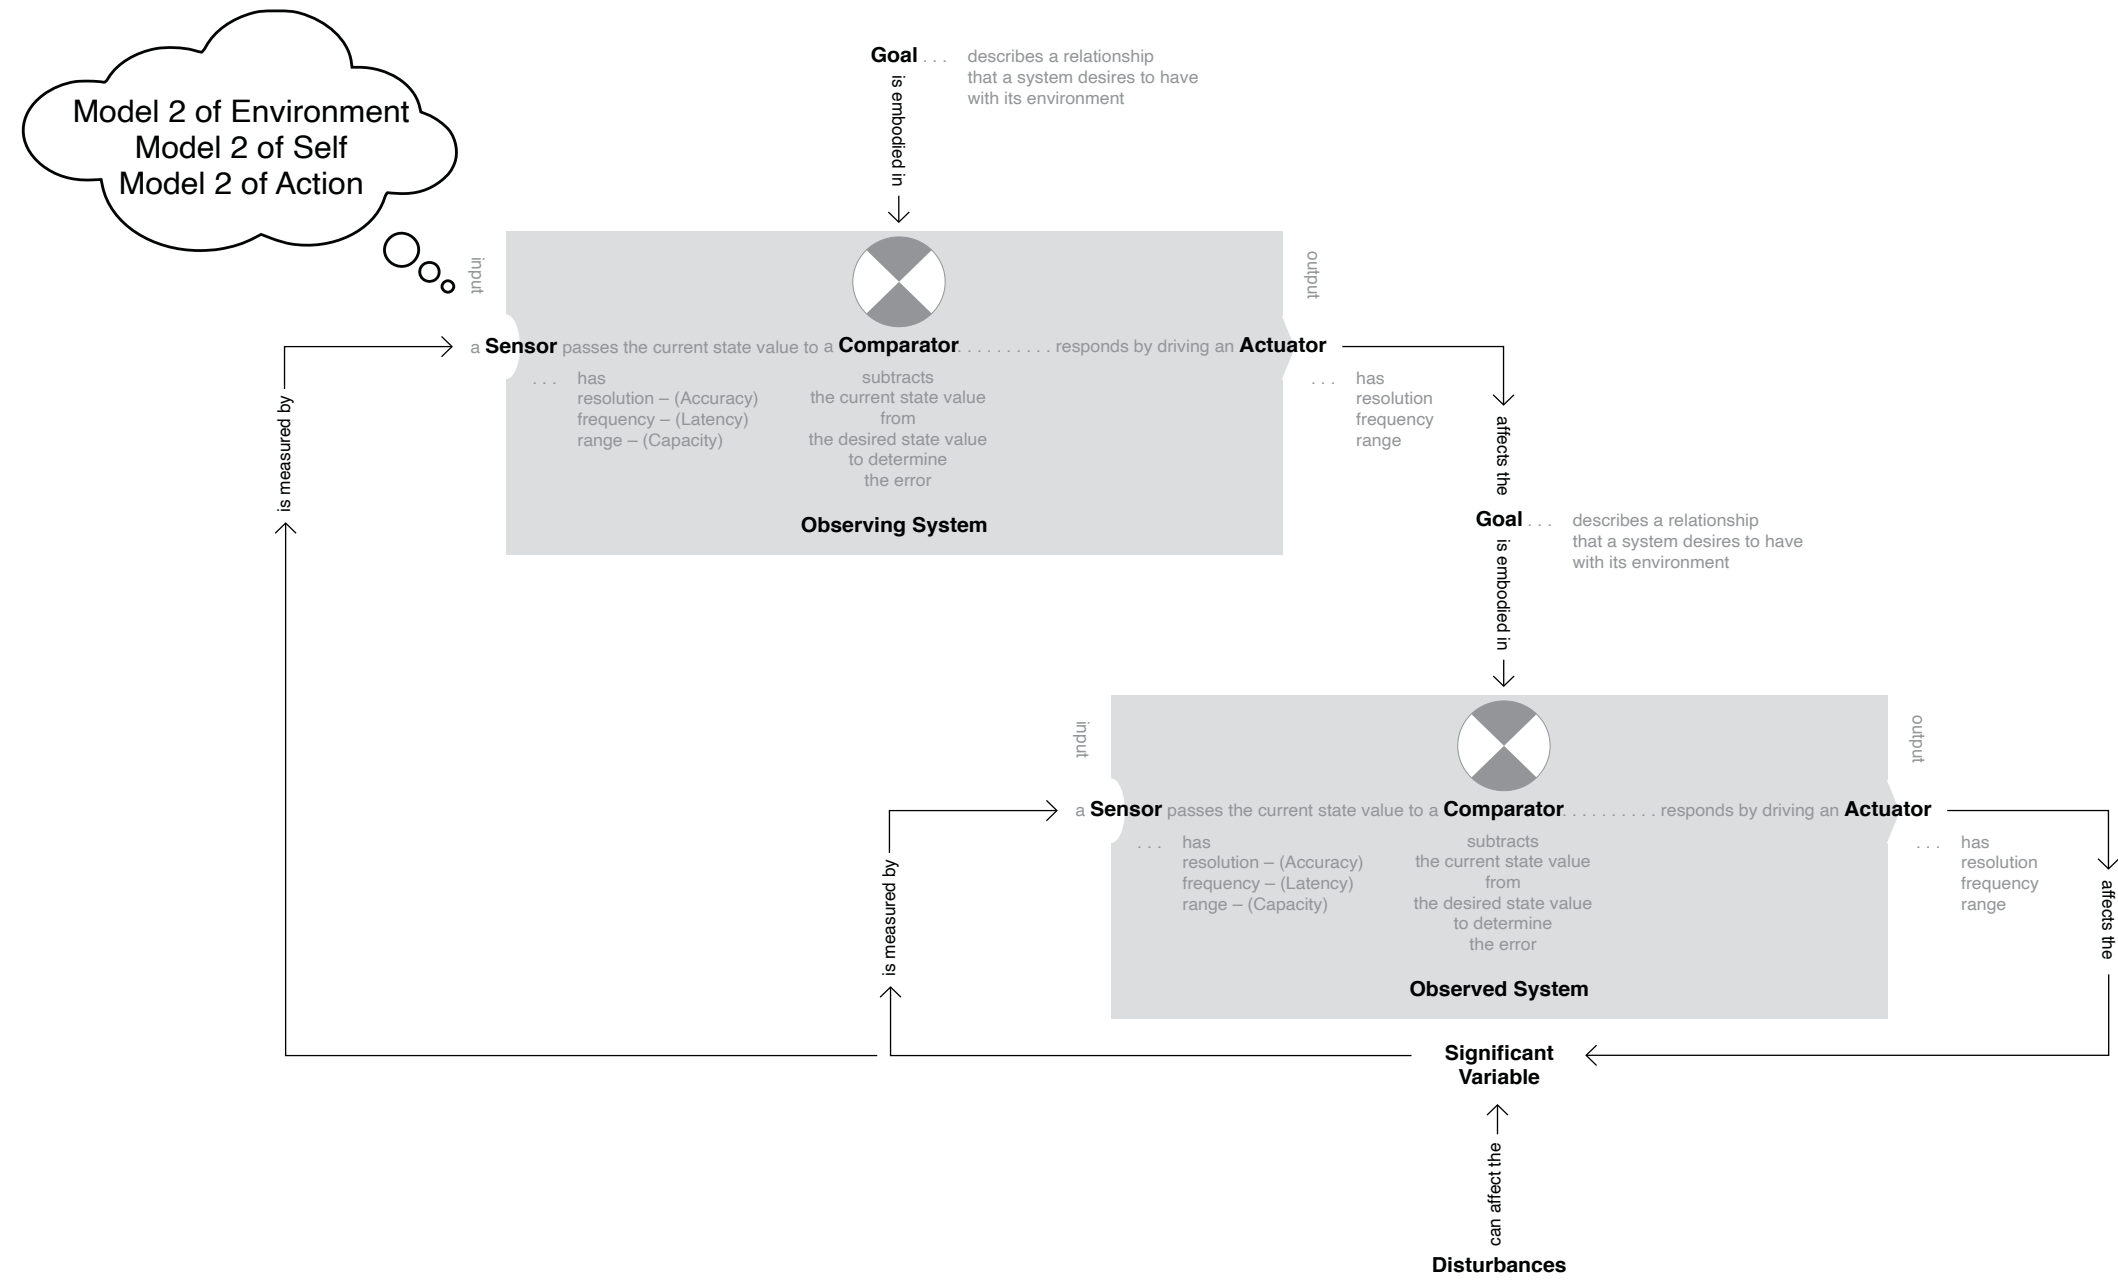 Model 2 of Environment
Model 2 of Self
Model 2 of Action
Goal . . . describes a relationship
that a system desires to have
with its environment
is embodied in
input
output
a Sensor passes the current state value to a Comparator. . . . . . . . . . responds by driving an Actuator
. . . has
resolution – (Accuracy)
frequency – (Latency)
range – (Capacity)
subtracts
the current state value
from
the desired state value
to determine
the error
. . . has
resolution
frequency
range
Observing System
is measured by
affects the
Goal . . . describes a relationship
that a system desires to have
with its environment
is embodied in
input
output
a Sensor passes the current state value to a Comparator. . . . . . . . . . responds by driving an Actuator
. . . has
resolution – (Accuracy)
frequency – (Latency)
range – (Capacity)
subtracts
the current state value
from
the desired state value
to determine
the error
. . . has
resolution
frequency
range
Observed System
is measured by
affects the
Significant
Variable
can affect the
Disturbances